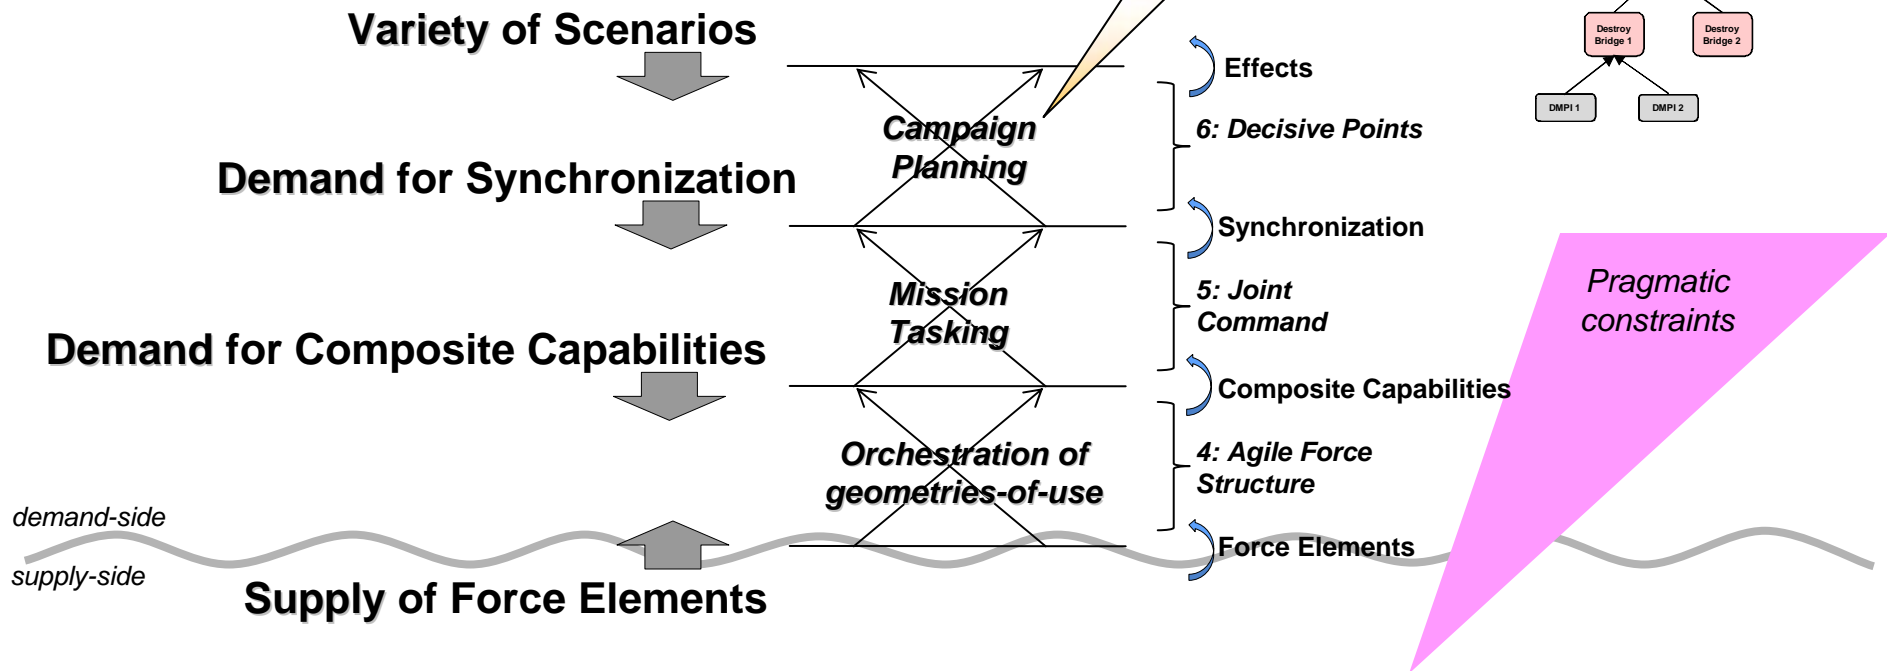 Variety of Scenarios
Demand for Synchronization
Demand for Composite Capabilities
demand-side
supply-side
Supply of Force Elements
Campaign
Planning
Mission
Tasking
Orchestration of
geometries-of-use
Effects
6: Decisive Points
Synchronization
5: Joint
Command
Composite Capabilities
4: Agile Force
Structure
Force Elements
Destroy
Bridge 1
Destroy
Bridge 2
DMPI 1
DMPI 2
Pragmatic
constraints